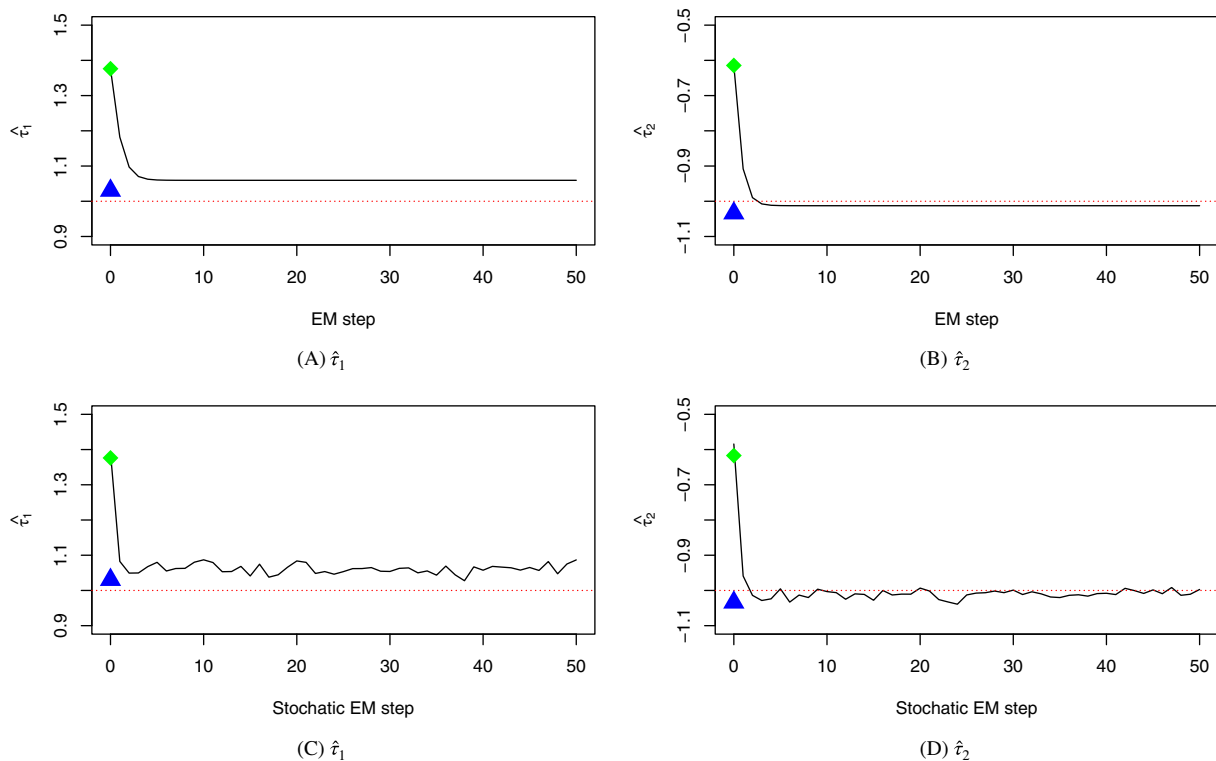 1.5
1.3
1.1
0.9
τ̂₁
0 10 20 30 40 50
EM step
(A) τ̂₁
−0.5
−0.7
−0.9
−1.1
τ̂₂
0 10 20 30 40 50
EM step
(B) τ̂₂
1.5
1.3
1.1
0.9
τ̂₁
0 10 20 30 40 50
Stochatic EM step
(C) τ̂₁
−0.5
−0.7
−0.9
−1.1
τ̂₂
0 10 20 30 40 50
Stochatic EM step
(D) τ̂₂